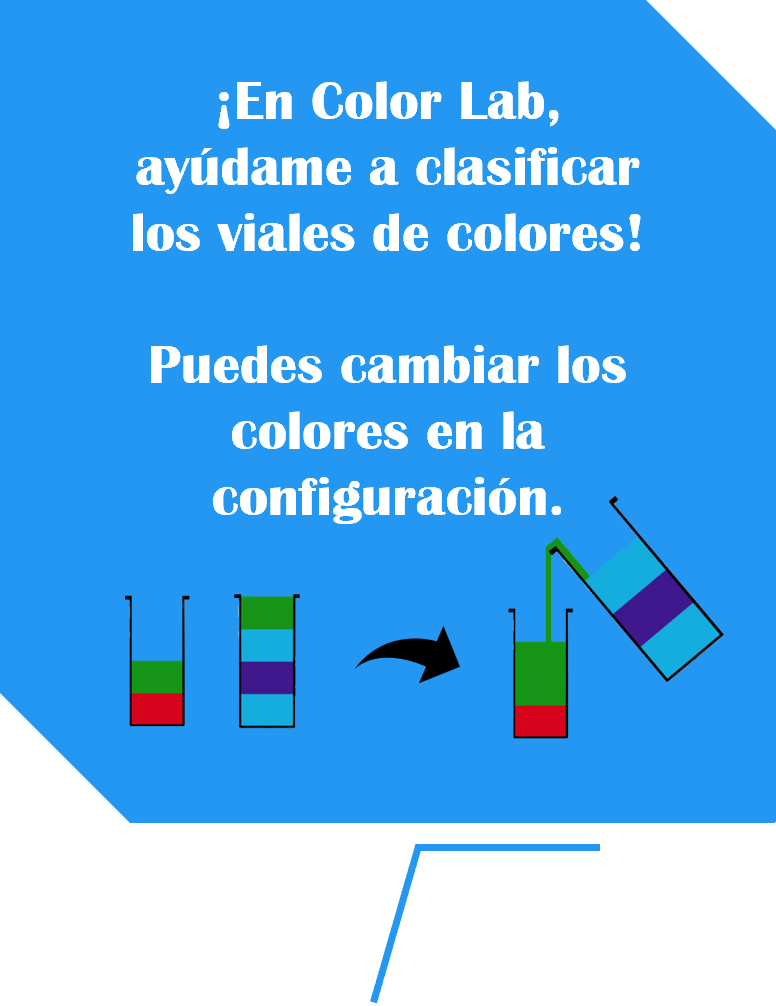 ¡En Color Lab,
ayúdame a clasificar
los viales de colores!
Puedes cambiar los
colores en la
configuración.